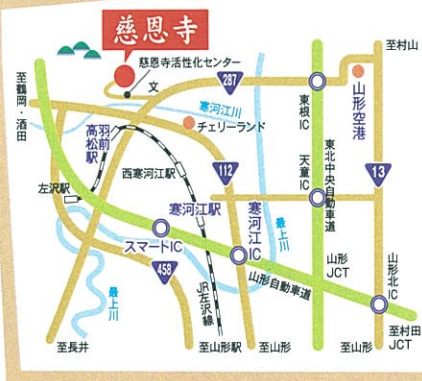 慈恩寺
慈恩寺活性化センター
文
至鶴岡・酒田
至村山
287
東根IC
山形空港
寒河江川
チェリーランド
羽前高松駅
西寒河江駅
112
天童IC
東北中央自動車道
13
左沢駅
寒河江駅
寒河江IC
最上川
スマートIC
458
最上川
JR左沢線
山形自動車道
山形JCT
山形北IC
至長井
至山形駅
至山形
至山形
至村田JCT